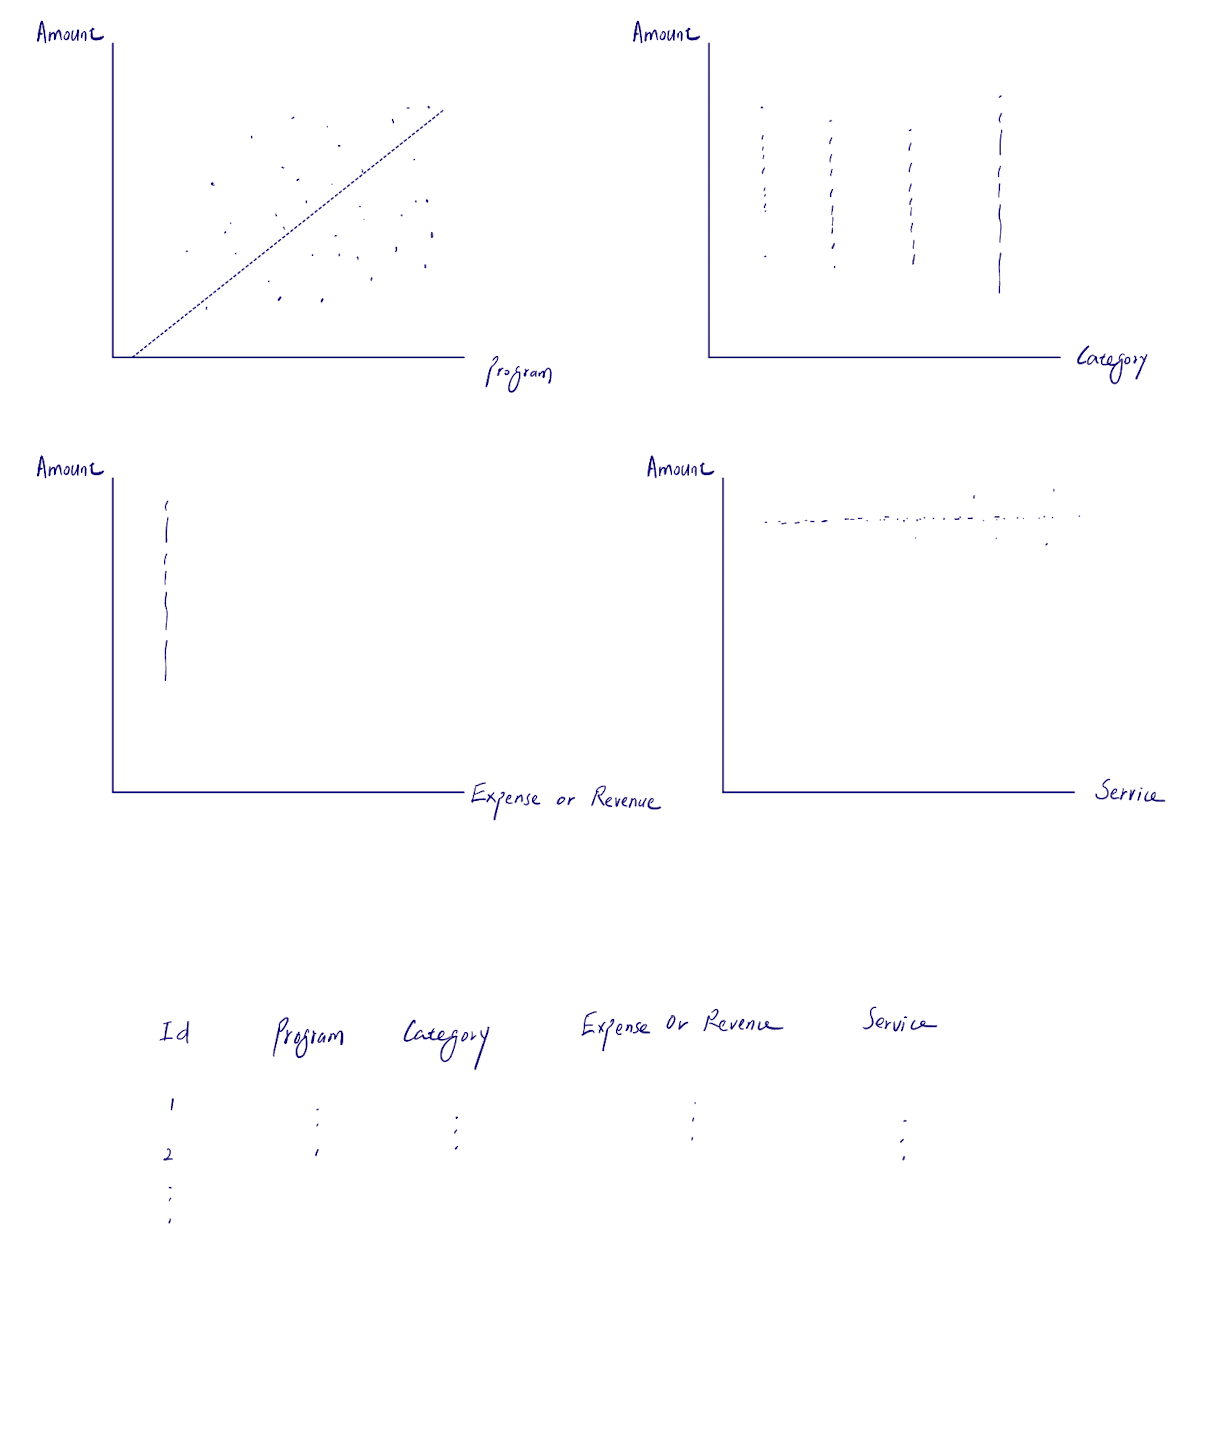 Amount
Amount
Program
Category
Amount
Amount
Expense or Revenue
Service
Id Program Category Expense Or Revenue Service
1
2